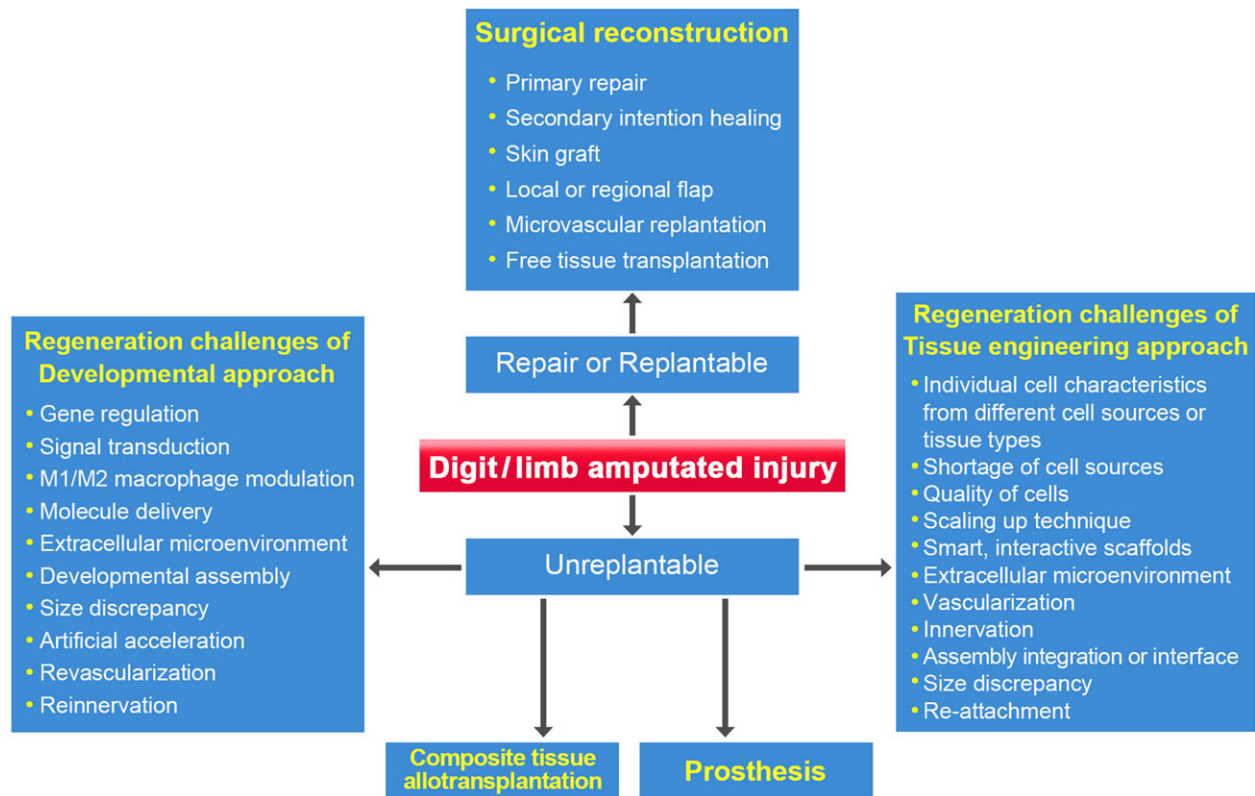 Surgical reconstruction
• Primary repair
• Secondary intention healing
• Skin graft
• Local or regional flap
• Microvascular replantation
• Free tissue transplantation
Repair or Replantable
Digit/limb amputated injury
Unreplantable
Regeneration challenges of
Developmental approach
• Gene regulation
• Signal transduction
• M1/M2 macrophage modulation
• Molecule delivery
• Extracellular microenvironment
• Developmental assembly
• Size discrepancy
• Artificial acceleration
• Revascularization
• Reinnervation
Regeneration challenges of
Tissue engineering approach
• Individual cell characteristics
from different cell sources or
tissue types
• Shortage of cell sources
• Quality of cells
• Scaling up technique
• Smart, interactive scaffolds
• Extracellular microenvironment
• Vascularization
• Innervation
• Assembly integration or interface
• Size discrepancy
• Re-attachment
Composite tissue
allotransplantation
Prosthesis